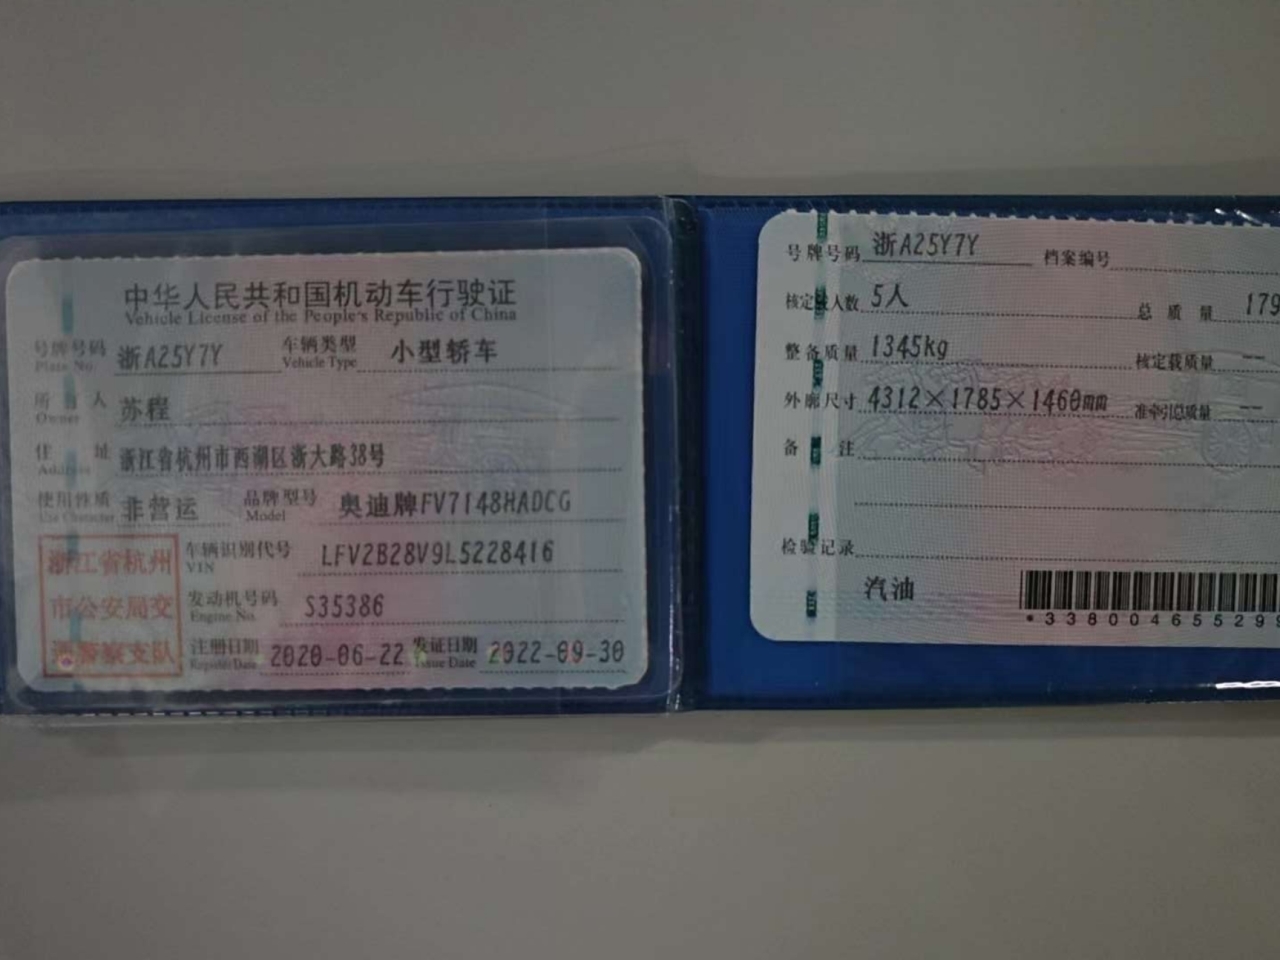 中华人民共和国机动车行驶证
Vehicle License of the People's Republic of China
号牌号码 浙A25Y7Y 车辆类型 小型轿车
Plate No. Vehicle Type
所有人 苏程
Owner
住址 浙江省杭州市西湖区浙大路38号
Address
使用性质 非营运 品牌型号 奥迪牌FV7148HADCG
Use Character Model
浙江省杭州
市公安局交
通警察支队
车辆识别代号 LFV2B28V9L5228416
VIN
发动机号码 S35386
Engine No.
注册日期 2020-06-22 发证日期 2022-09-30
Register Date Issue Date
号牌号码 浙A25Y7Y 档案编号
核定载人数 5人 总质量 179
整备质量 1345kg 核定载质量 --
外廓尺寸 4312×1785×1460mm 准牵引总质量 --
备注
检验记录
汽油
*338004655299